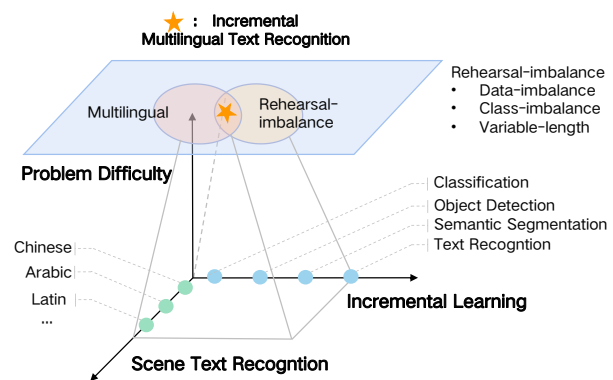 : Incremental
Multilingual Text Recognition
Rehearsal-imbalance
• Data-imbalance
• Class-imbalance
• Variable-length
Multilingual
Rehearsal-
imbalance
Problem Difficulty
Classification
Object Detection
Semantic Segmentation
Text Recogntion
Chinese
Arabic
Latin
...
Incremental Learning
Scene Text Recogntion